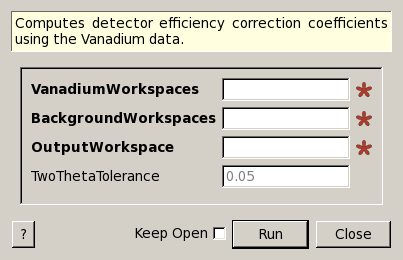 Computes detector efficiency correction coefficients
using the Vanadium data.
VanadiumWorkspaces
BackgroundWorkspaces
OutputWorkspace
TwoThetaTolerance 0.05
? Keep Open Run Close